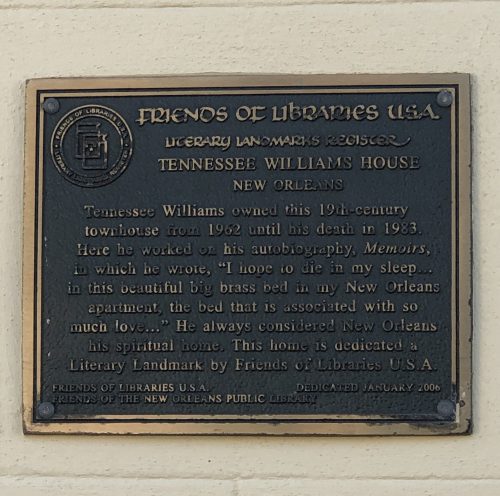 FRIENDS OF LIBRARIES U.S.A.
LITERARY LANDMARKS REGISTER
TENNESSEE WILLIAMS HOUSE
NEW ORLEANS
Tennessee Williams owned this 19th-century
townhouse from 1962 until his death in 1983.
Here he worked on his autobiography, Memoirs,
in which he wrote, “I hope to die in my sleep...
in this beautiful big brass bed in my New Orleans
apartment, the bed that is associated with so
much love...” He always considered New Orleans
his spiritual home. This home is dedicated a
Literary Landmark by Friends of Libraries U.S.A.
FRIENDS OF LIBRARIES U.S.A. DEDICATED JANUARY 2006
FRIENDS OF THE NEW ORLEANS PUBLIC LIBRARY